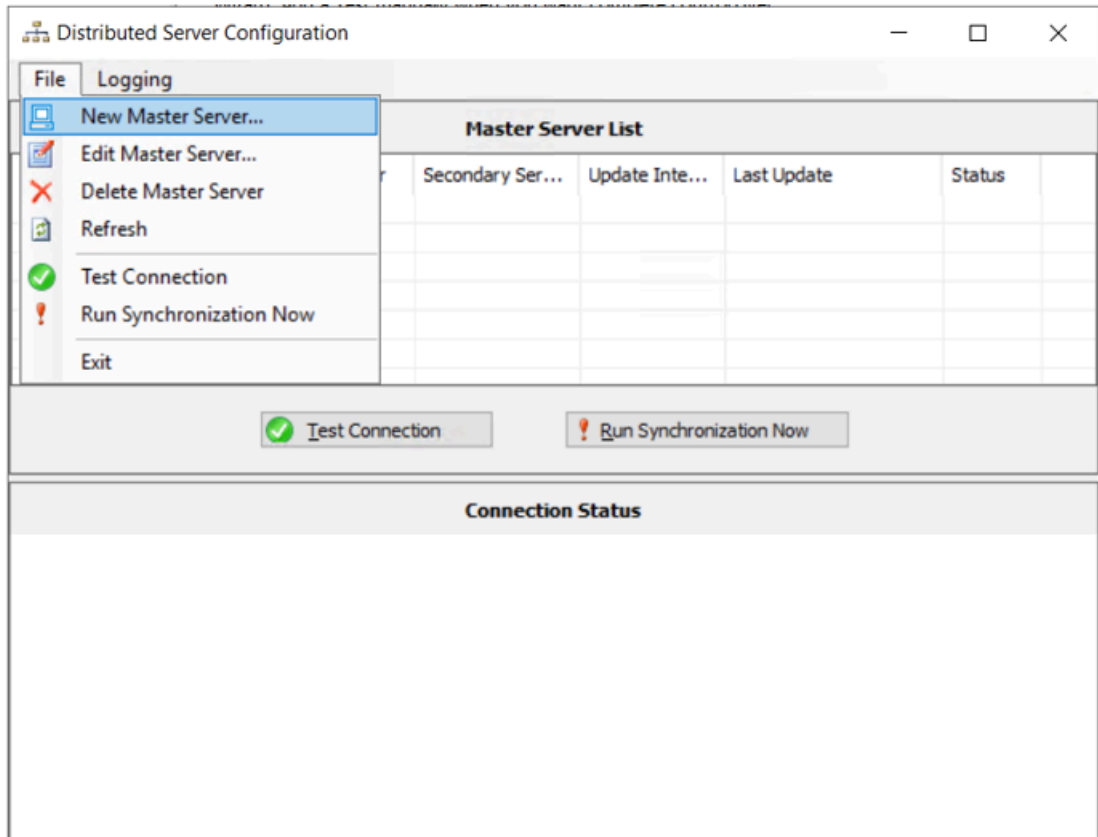 Distributed Server Configuration
File Logging
New Master Server...
Master Server List
Edit Master Server...
Secondary Ser... Update Inte... Last Update Status
Delete Master Server
Refresh
Test Connection
Run Synchronization Now
Exit
Test Connection Run Synchronization Now
Connection Status